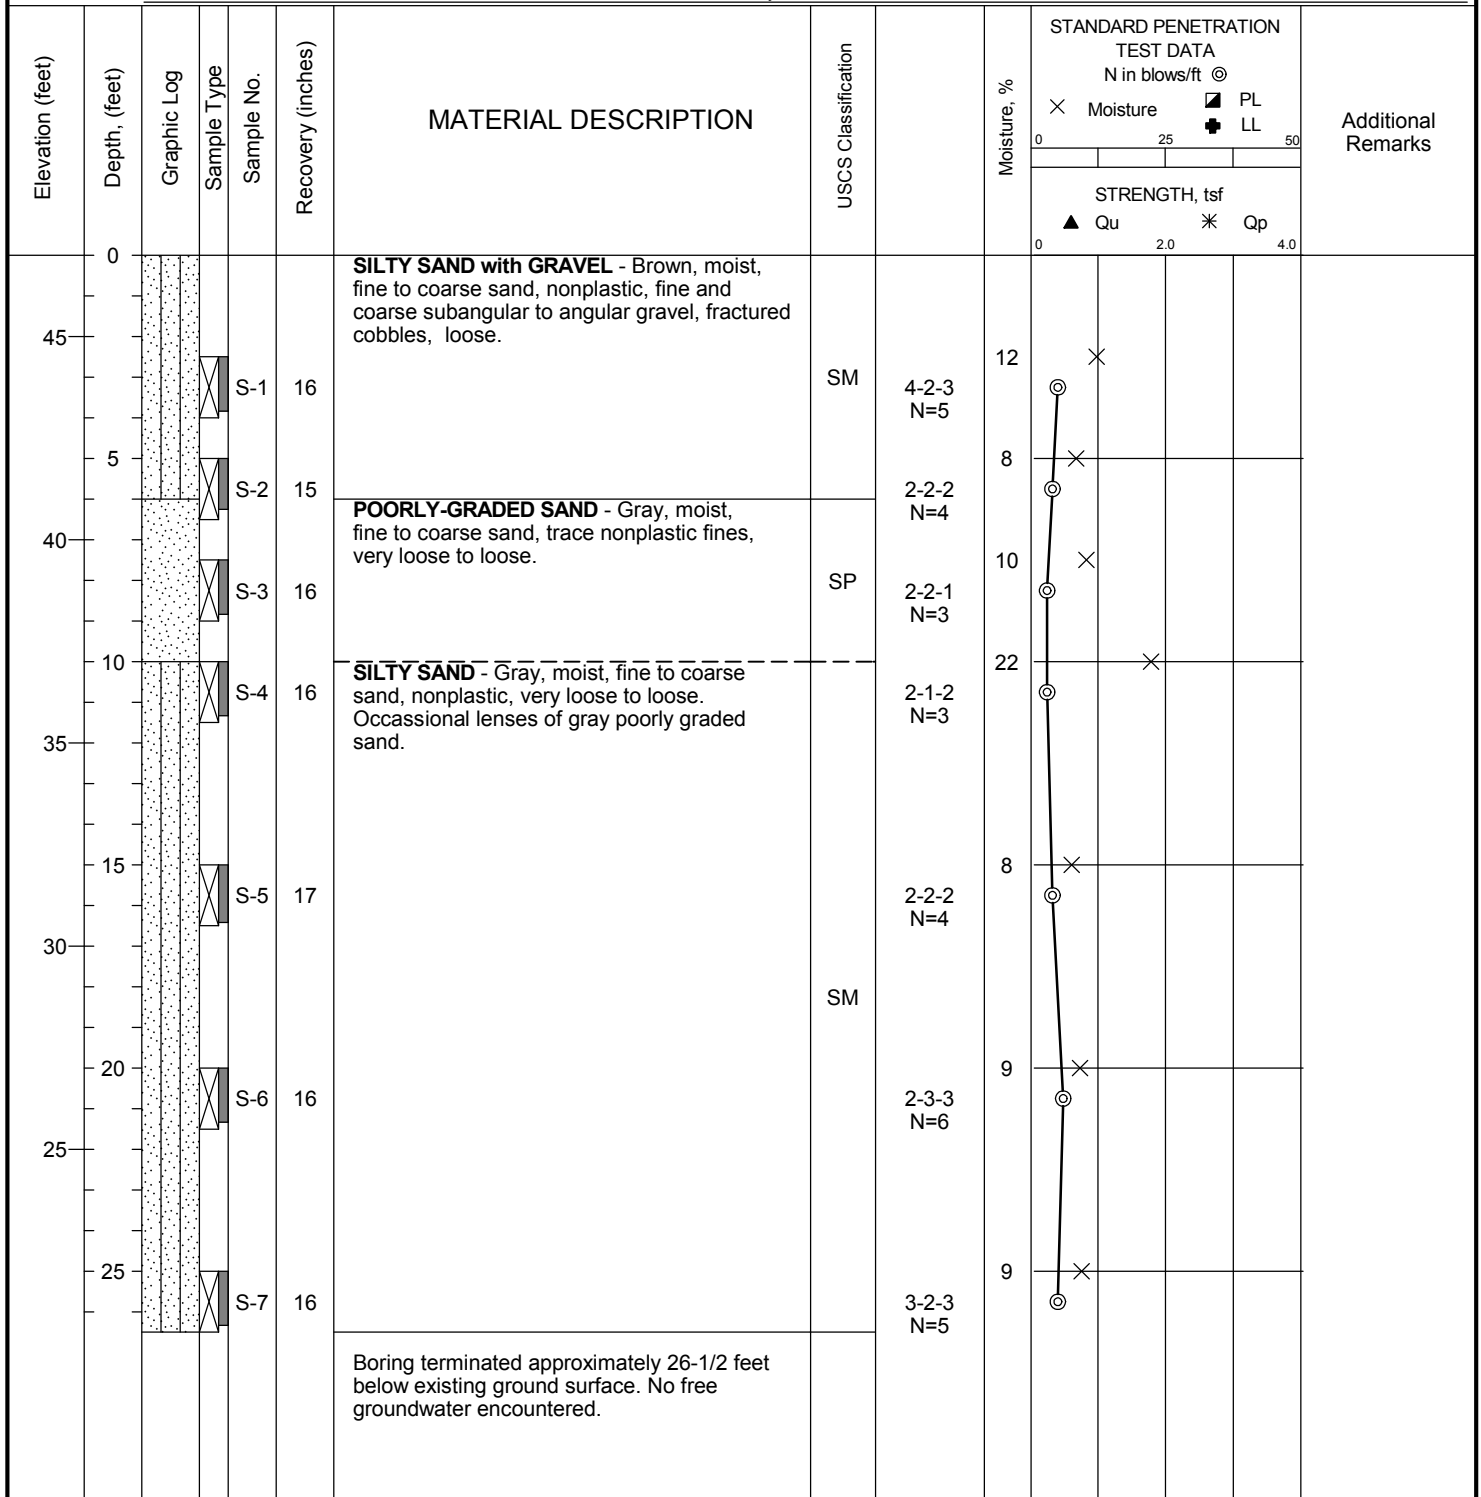 Elevation (feet)
Depth, (feet)
Graphic Log
Sample Type
Sample No.
Recovery (inches)
MATERIAL DESCRIPTION
USCS Classification
Moisture, %
STANDARD PENETRATION
TEST DATA
N in blows/ft
Moisture
PL
LL
0 25 50
STRENGTH, tsf
Qu Qp
0 2.0 4.0
Additional
Remarks
0
SILTY SAND with GRAVEL - Brown, moist,
fine to coarse sand, nonplastic, fine and
coarse subangular to angular gravel, fractured
cobbles, loose.
45
12
S-1 16 SM 4-2-3
N=5
5 8
S-2 15 2-2-2
N=4
POORLY-GRADED SAND - Gray, moist,
fine to coarse sand, trace nonplastic fines,
very loose to loose.
40
10
S-3 16 SP 2-2-1
N=3
10 22
SILTY SAND - Gray, moist, fine to coarse
sand, nonplastic, very loose to loose.
Occassional lenses of gray poorly graded
sand.
S-4 16 2-1-2
N=3
35
15 8
S-5 17 2-2-2
N=4
30
SM
20 9
S-6 16 2-3-3
N=6
25
25 9
S-7 16 3-2-3
N=5
Boring terminated approximately 26-1/2 feet
below existing ground surface. No free
groundwater encountered.